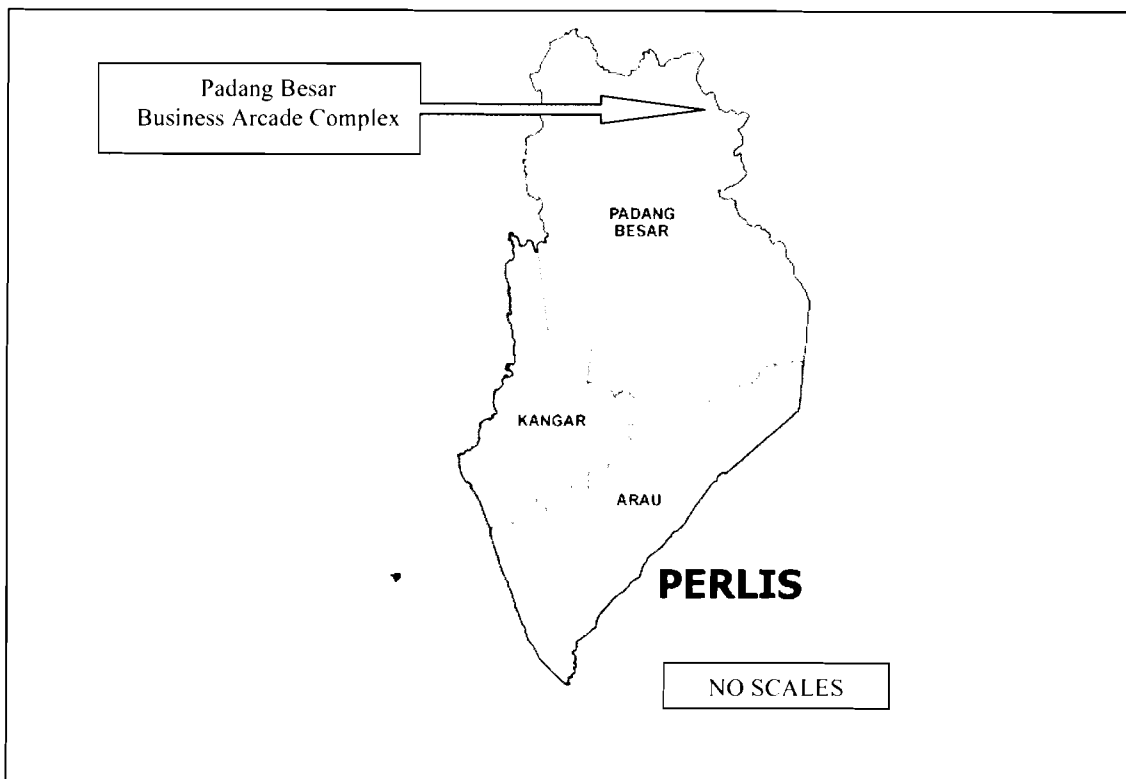 Padang Besar
Business Arcade Complex
PADANG
BESAR
KANGAR
ARAU
PERLIS
NO SCALES